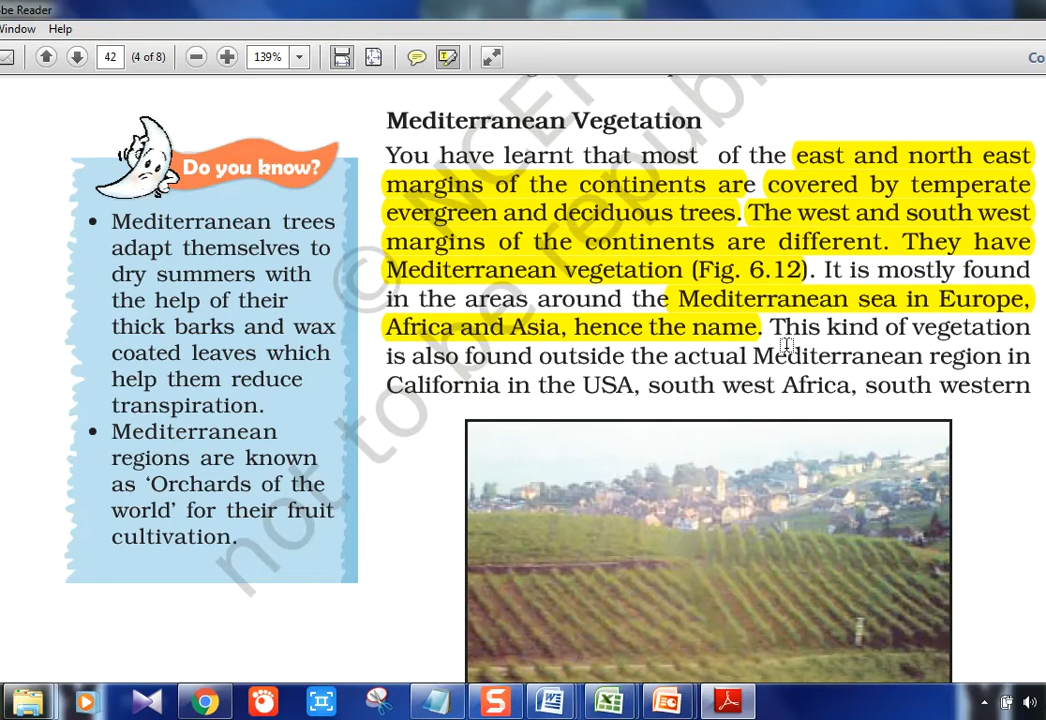 be Reader
Window Help
42 (4 of 8) 139% Co
Mediterranean Vegetation
You have learnt that most of the east and north east
margins of the continents are covered by temperate
evergreen and deciduous trees. The west and south west
margins of the continents are different. They have
Mediterranean vegetation (Fig. 6.12). It is mostly found
in the areas around the Mediterranean sea in Europe,
Africa and Asia, hence the name. This kind of vegetation
is also found outside the actual Mediterranean region in
California in the USA, south west Africa, south western
Do you know?
• Mediterranean trees
adapt themselves to
dry summers with
the help of their
thick barks and wax
coated leaves which
help them reduce
transpiration.
• Mediterranean
regions are known
as ‘Orchards of the
world’ for their fruit
cultivation.
© NCER
not to be republi